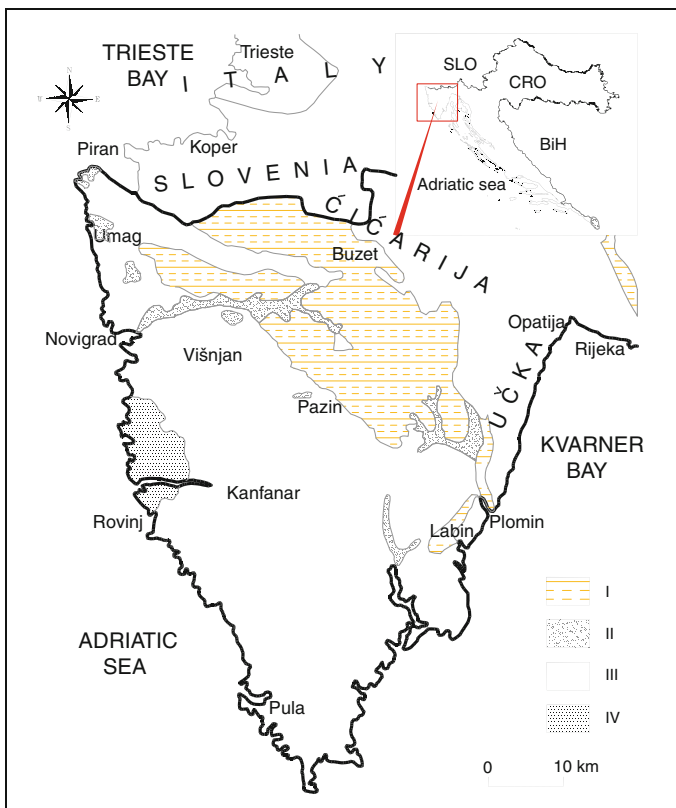 TRIESTE
BAY
Trieste
I T A L Y
SLO
CRO
BiH
Adriatic sea
N
W
E
S
Piran
Koper
S L O V E N I A
Ć I Ć A R I J A
Umag
Buzet
Novigrad
Višnjan
Opatija
Rijeka
UČKA
Pazin
KVARNER
BAY
Kanfanar
Rovinj
Labin
Plomin
ADRIATIC
SEA
Pula
I
II
III
IV
0 10 km